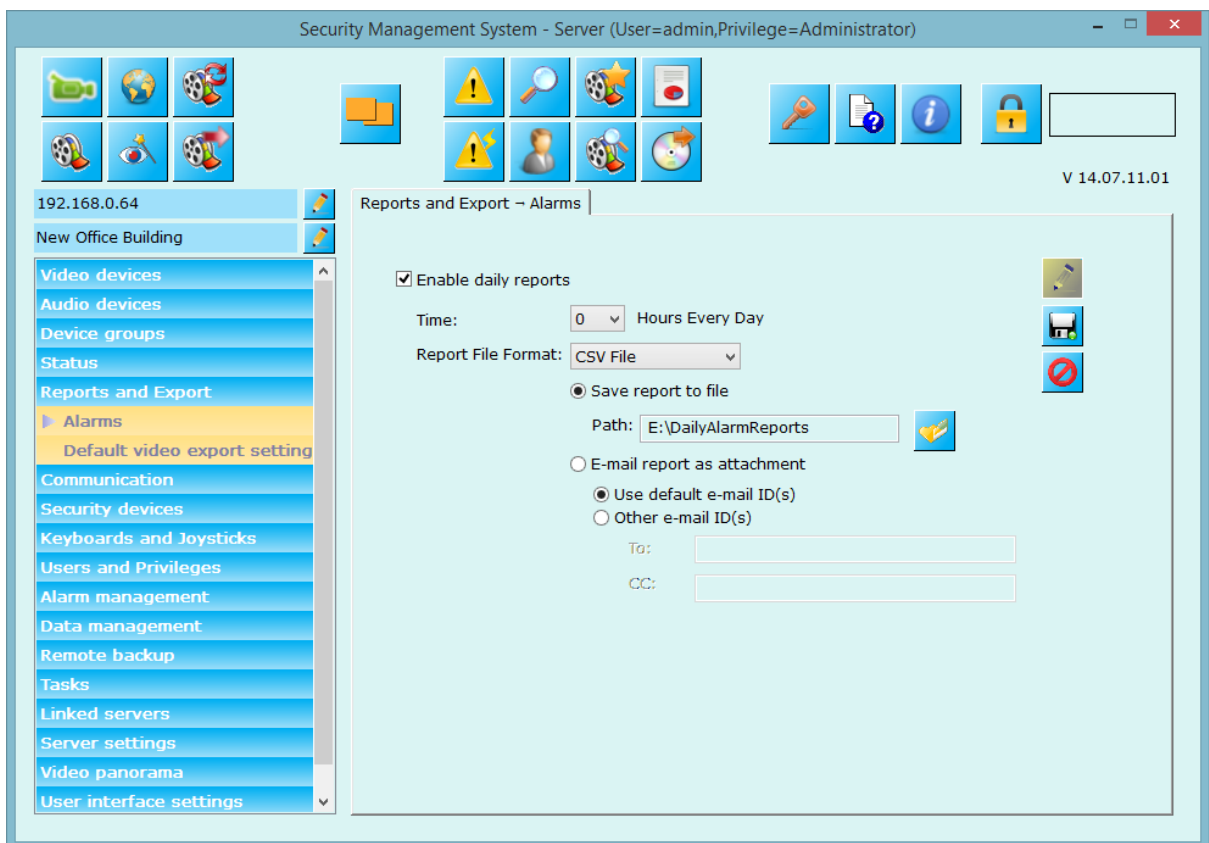 Security Management System - Server (User=admin,Privilege=Administrator)
V 14.07.11.01
192.168.0.64
New Office Building
Video devices
Audio devices
Device groups
Status
Reports and Export
Alarms
Default video export setting
Communication
Security devices
Keyboards and Joysticks
Users and Privileges
Alarm management
Data management
Remote backup
Tasks
Linked servers
Server settings
Video panorama
User interface settings
Reports and Export → Alarms
Enable daily reports
Time: 0 Hours Every Day
Report File Format: CSV File
Save report to file
Path: E:\DailyAlarmReports
E-mail report as attachment
Use default e-mail ID(s)
Other e-mail ID(s)
To:
CC: